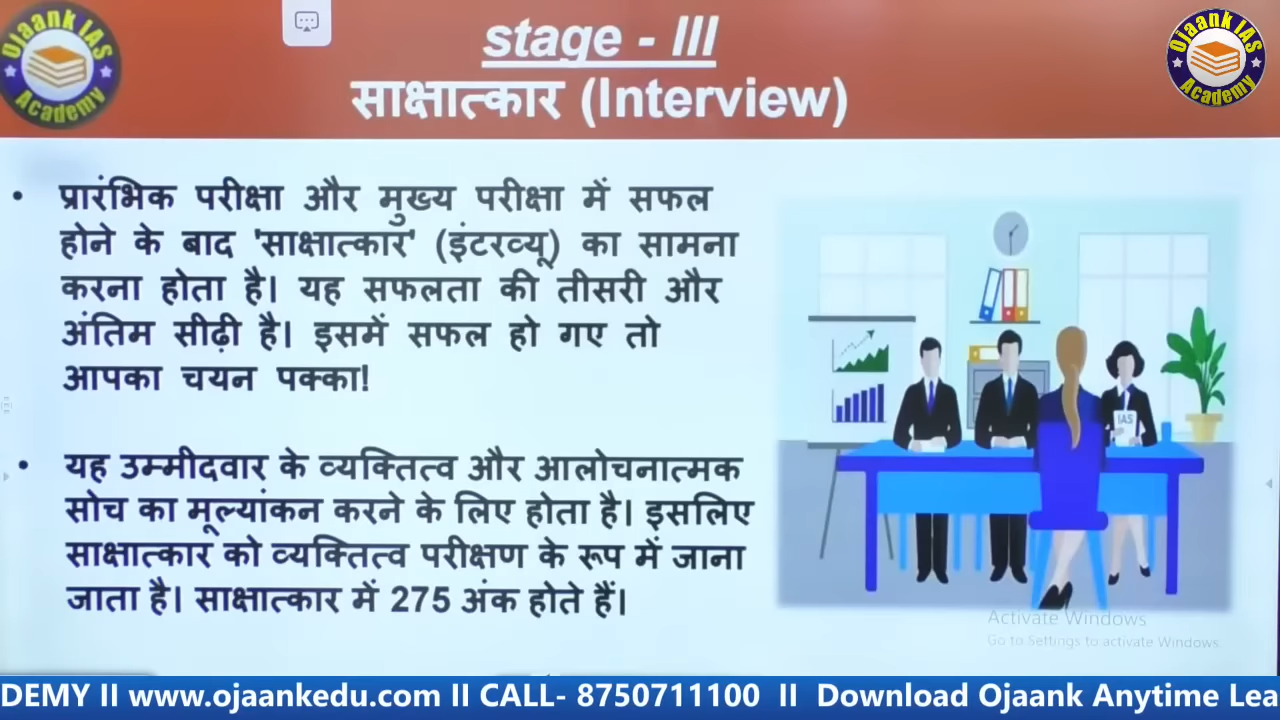 Ojaank IAS
Academy
stage - III
साक्षात्कार (Interview)
Ojaank IAS
Academy
• प्रारंभिक परीक्षा और मुख्य परीक्षा में सफल
होने के बाद 'साक्षात्कार' (इंटरव्यू) का सामना
करना होता है। यह सफलता की तीसरी और
अंतिम सीढ़ी है। इसमें सफल हो गए तो
आपका चयन पक्का!
• यह उम्मीदवार के व्यक्तित्व और आलोचनात्मक
सोच का मूल्यांकन करने के लिए होता है। इसलिए
साक्षात्कार को व्यक्तित्व परीक्षण के रूप में जाना
जाता है। साक्षात्कार में 275 अंक होते हैं।
IAS
Activate Windows
Go to Settings to activate Windows
DEMY II www.ojaankedu.com II CALL- 8750711100 II Download Ojaank Anytime Lea